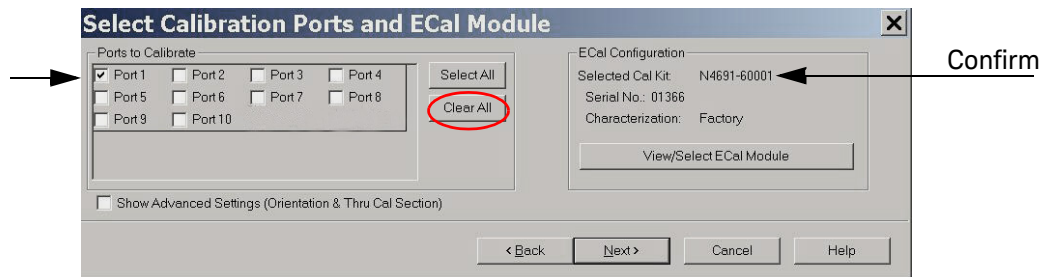 Select Calibration Ports and ECal Module
Ports to Calibrate
Port 1 Port 2 Port 3 Port 4
Port 5 Port 6 Port 7 Port 8
Port 9 Port 10
Select All
Clear All
Show Advanced Settings (Orientation & Thru Cal Section)
ECal Configuration
Selected Cal Kit: N4691-60001
Serial No.: 01366
Characterization: Factory
View/Select ECal Module
Confirm
< Back Next > Cancel Help